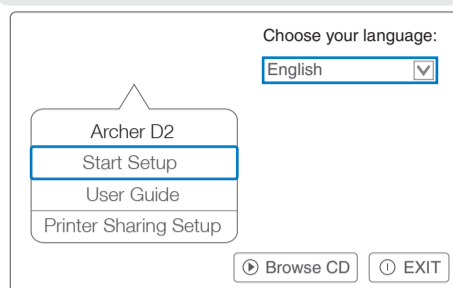 Choose your language:
English
Archer D2
Start Setup
User Guide
Printer Sharing Setup
Browse CD
EXIT